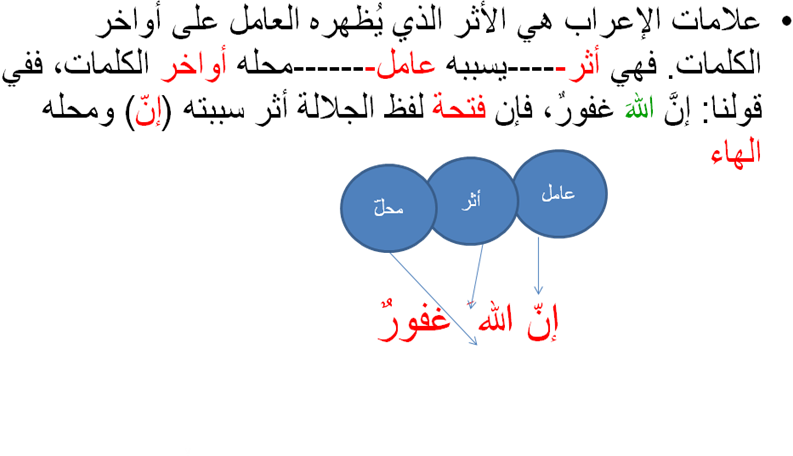 • علامات الإعراب هي الأثر الذي يُظهره العامل على أواخر
الكلمات. فهي أثر-----يسببه عامل-------محله أواخر الكلمات، ففي
قولنا: إنَّ اللهَ غفورٌ، فإن فتحة لفظ الجلالة أثر سببته (إنّ) ومحله
الهاء
عامل
أثر
محلّ
إنّ الله َ غفورٌ